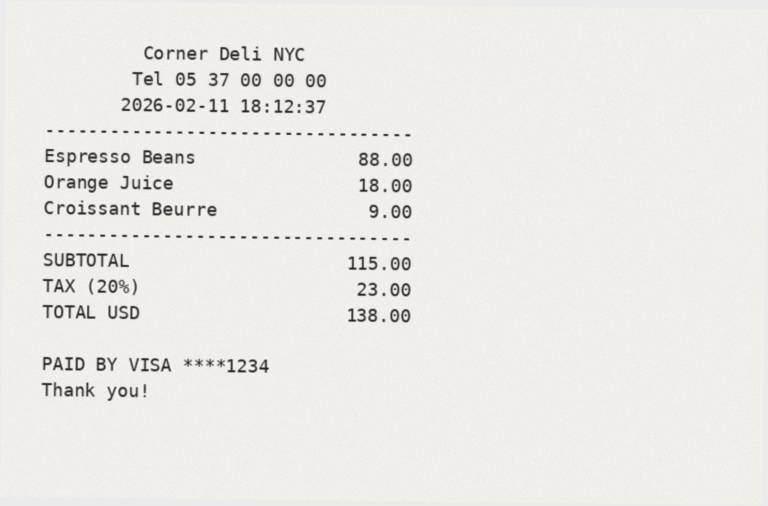 Corner Deli NYC
Tel 05 37 00 00 00
2026-02-11 18:12:37
----------------------------------
Espresso Beans 88.00
Orange Juice 18.00
Croissant Beurre 9.00
----------------------------------
SUBTOTAL 115.00
TAX (20%) 23.00
TOTAL USD 138.00
PAID BY VISA ****1234
Thank you!